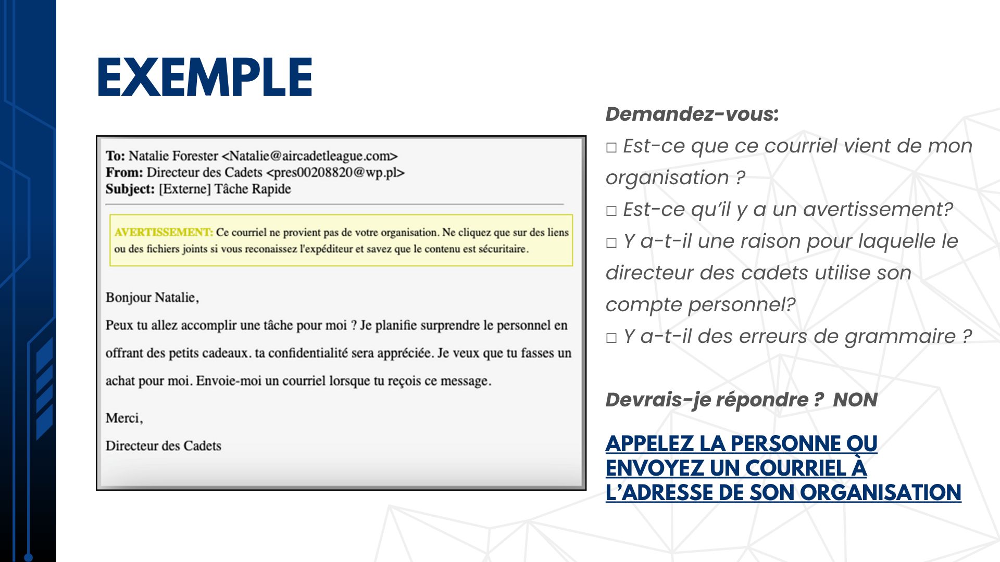 EXEMPLE
To: Natalie Forester <Natalie@aircadetleague.com>
From: Directeur des Cadets <pres00208820@wp.pl>
Subject: [Externe] Tâche Rapide
AVERTISSEMENT: Ce courriel ne provient pas de votre organisation. Ne cliquez que sur des liens
ou des fichiers joints si vous reconaissez l'expéditeur et savez que le contenu est sécuritaire.
Bonjour Natalie,
Peux tu allez accomplir une tâche pour moi ? Je planifie surprendre le personnel en
offrant des petits cadeaux. ta confidentialité sera appréciée. Je veux que tu fasses un
achat pour moi. Envoie-moi un courriel lorsque tu reçois ce message.
Merci,
Directeur des Cadets
Demandez-vous:
□ Est-ce que ce courriel vient de mon
organisation ?
□ Est-ce qu’il y a un avertissement?
□ Y a-t-il une raison pour laquelle le
directeur des cadets utilise son
compte personnel?
□ Y a-t-il des erreurs de grammaire ?
Devrais-je répondre ? NON
APPELEZ LA PERSONNE OU
ENVOYEZ UN COURRIEL À
L’ADRESSE DE SON ORGANISATION